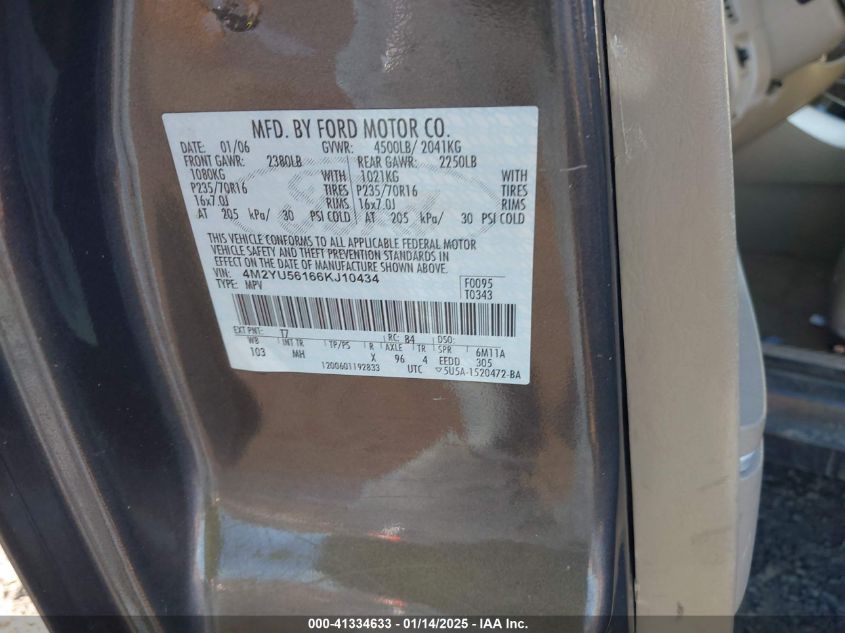 MFD. BY FORD MOTOR CO.
DATE: 01/06 GVWR: 4500LB/ 2041KG
FRONT GAWR: 2380LB REAR GAWR: 2250LB
1080KG WITH 1021KG WITH
P235/70R16 TIRES P235/70R16 TIRES
16x7.0J RIMS 16x7.0J RIMS
AT 205 kPa/ 30 PSI COLD AT 205 kPa/ 30 PSI COLD
THIS VEHICLE CONFORMS TO ALL APPLICABLE FEDERAL MOTOR
VEHICLE SAFETY AND THEFT PREVENTION STANDARDS IN
EFFECT ON THE DATE OF MANUFACTURE SHOWN ABOVE.
VIN: 4M2YU56166KJ10434 F0095
TYPE: MPV T0343
EXT PNT: T7 RC: 84 DSO:
WB INT TR TP/PS R AXLE TR SPR 6M11A
103 MH X 96 4 EEDD 305
1200601192833 UTC ▽5U5A-1520472-BA
000-41334633 - 01/14/2025 - IAA Inc.